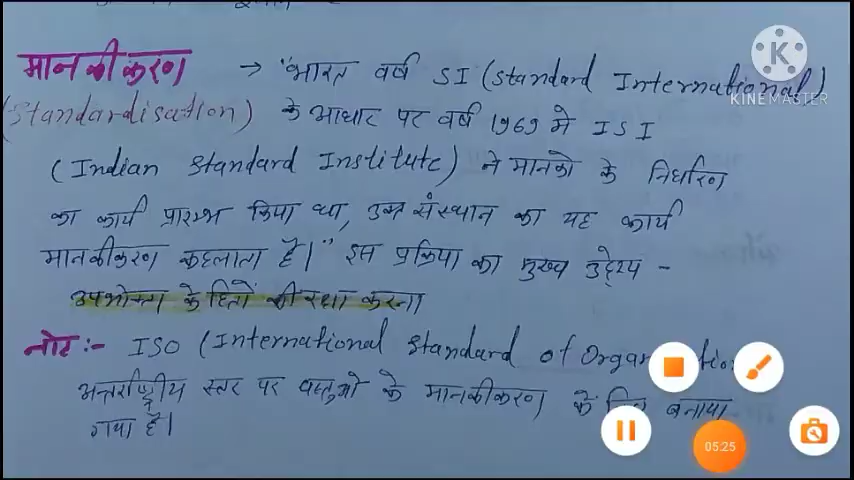 मानकीकरण → "भारत वर्ष SI (Standard International)
(Standardisation) के आधार पर वर्ष 1969 मे ISI
(Indian Standard Institute) ने मानको के निर्धारण
का कार्य प्रारम्भ किया था, उक्त संस्थान का यह कार्य
मानकीकरण कहलाता है।" इस प्रक्रिया का मुख्य उद्देश्य -
उपभोक्ता के हितों की रक्षा करना
नोट:- ISO (International Standard of
अन्तर्राष्ट्रीय स्तर पर वस्तुओ के मानकीकरण के बनाया
गया है।
KINEMASTER
05:25